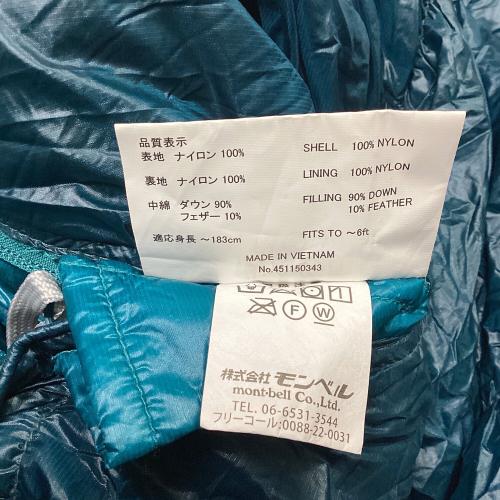 品質表示
表地 ナイロン 100%
裏地 ナイロン 100%
中綿 ダウン 90%
フェザー 10%
適応身長 ～183cm
SHELL 100% NYLON
LINING 100% NYLON
FILLING 90% DOWN
10% FEATHER
FITS TO ～6ft
MADE IN VIETNAM
No.451150343
F W
株式会社 モンベル
mont-bell Co.,Ltd.
TEL. 06-6531-3544
フリーコール:0088-22-0031